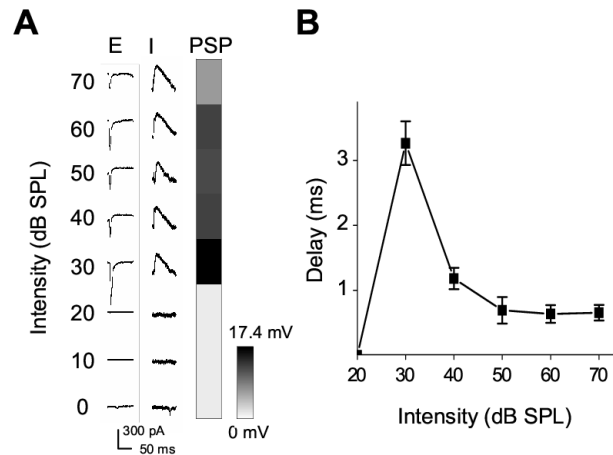 A
E I PSP
Intensity (dB SPL)
70
60
50
40
30
20
10
0
17.4 mV
0 mV
300 pA
50 ms
B
Delay (ms)
3
2
1
20 30 40 50 60 70
Intensity (dB SPL)